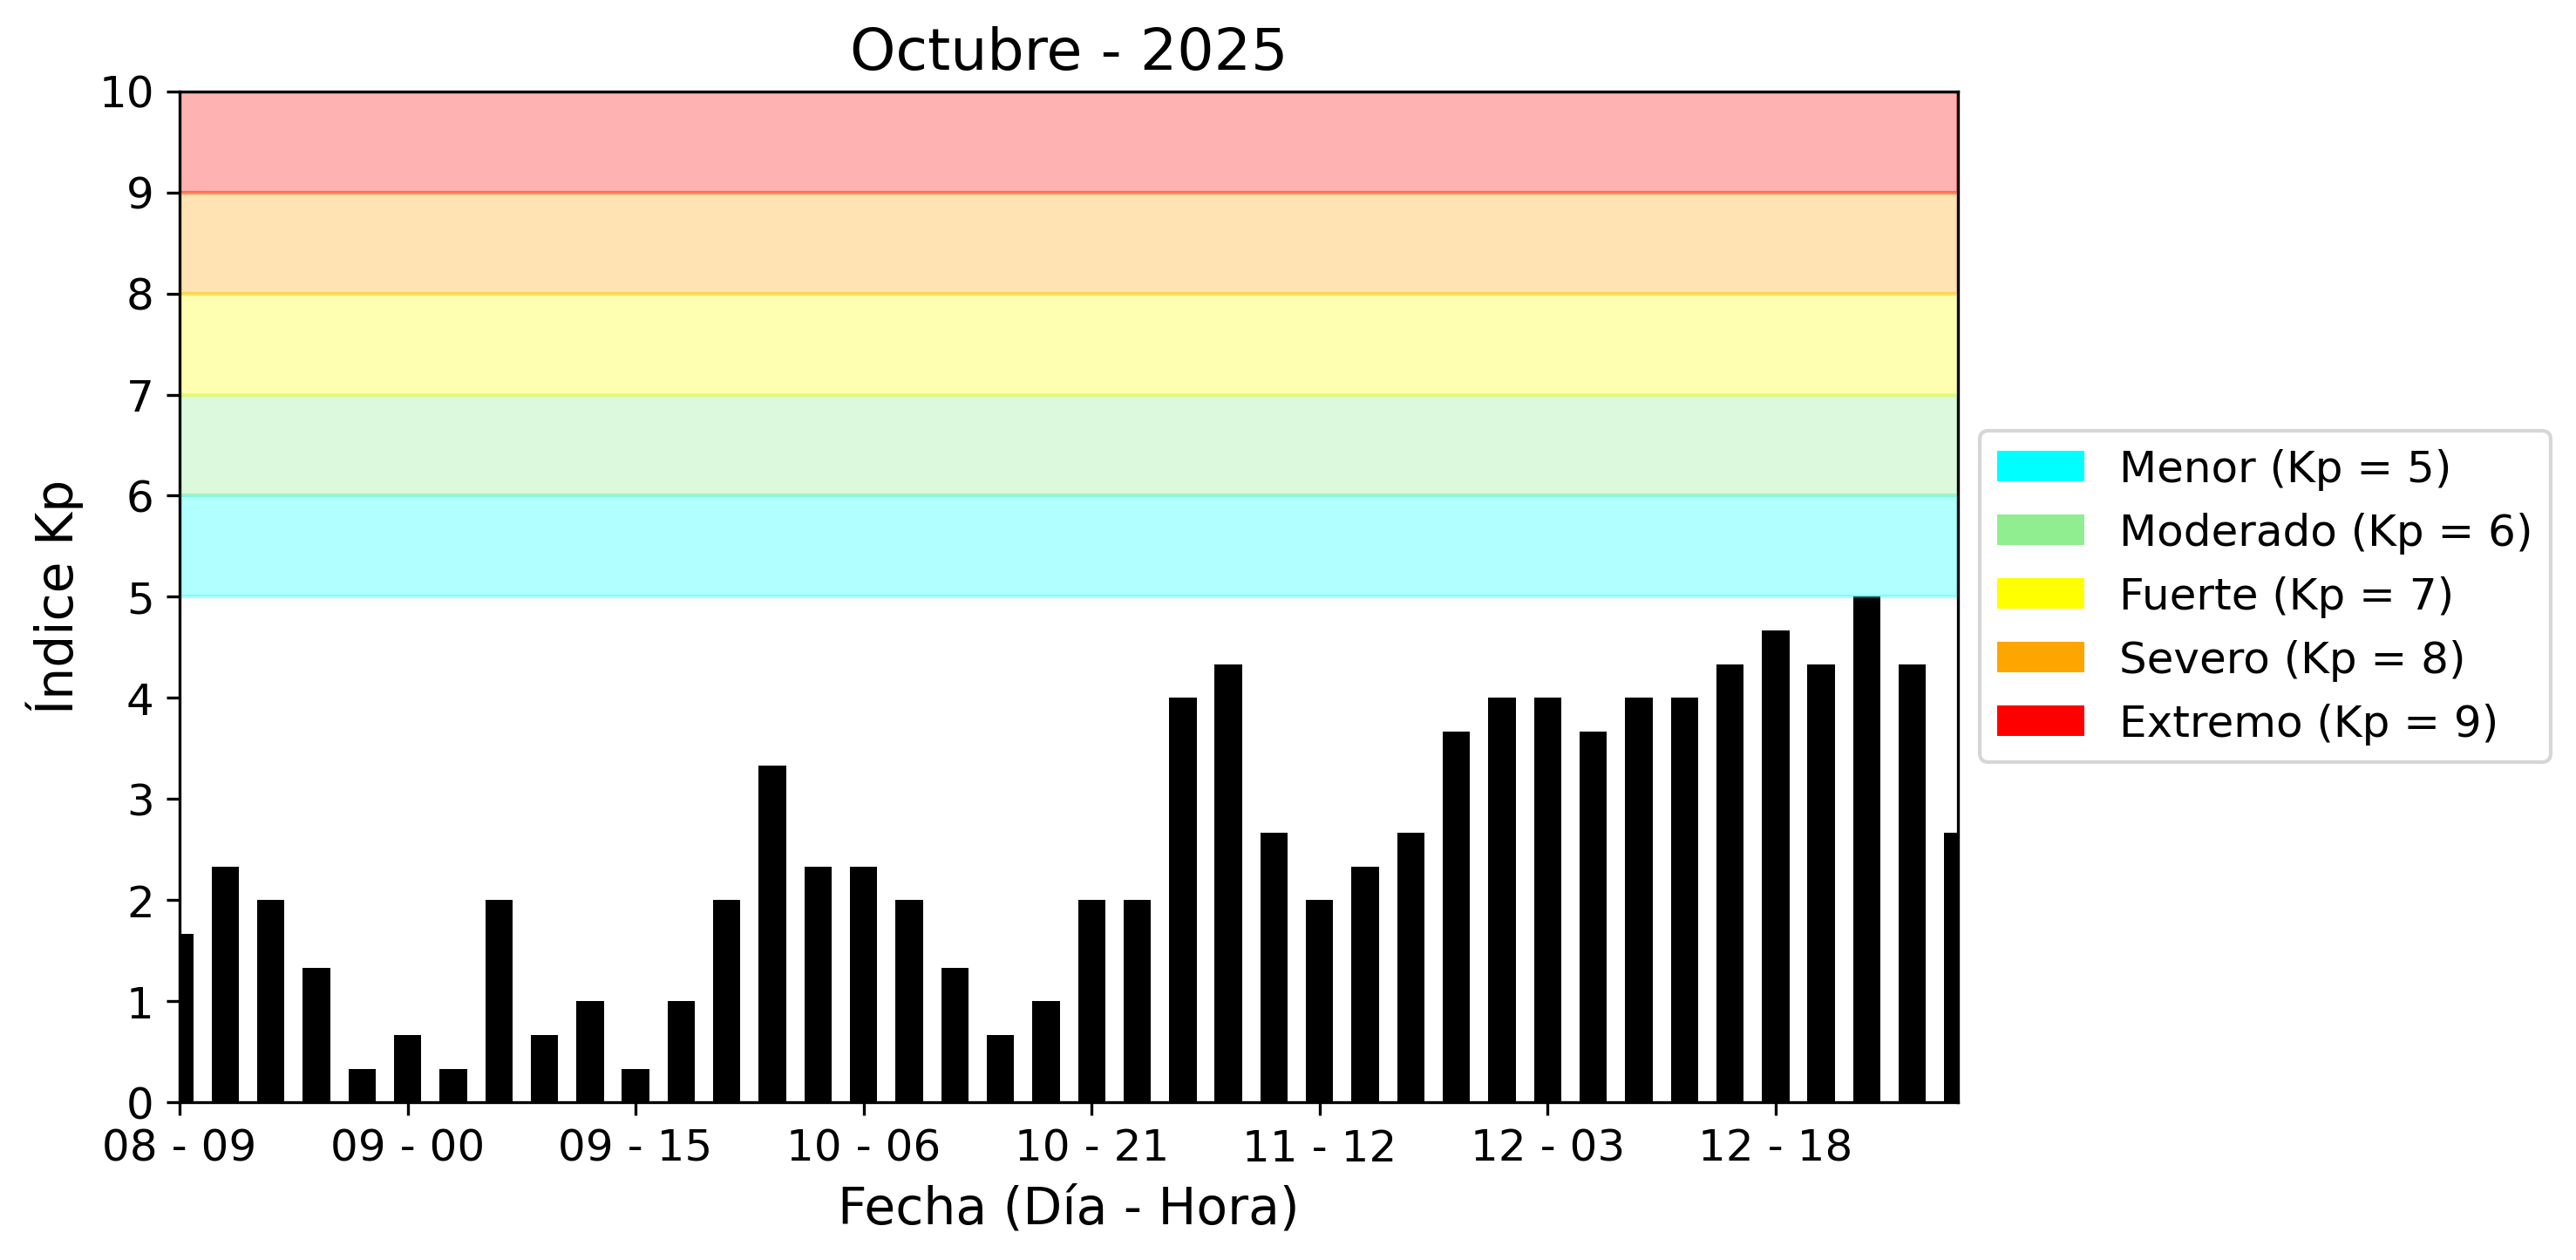 Octubre - 2025
10
9
8
7
6
5
4
3
2
1
0
Índice Kp
08 - 09
09 - 00
09 - 15
10 - 06
10 - 21
11 - 12
12 - 03
12 - 18
Fecha (Día - Hora)
Menor (Kp = 5)
Moderado (Kp = 6)
Fuerte (Kp = 7)
Severo (Kp = 8)
Extremo (Kp = 9)